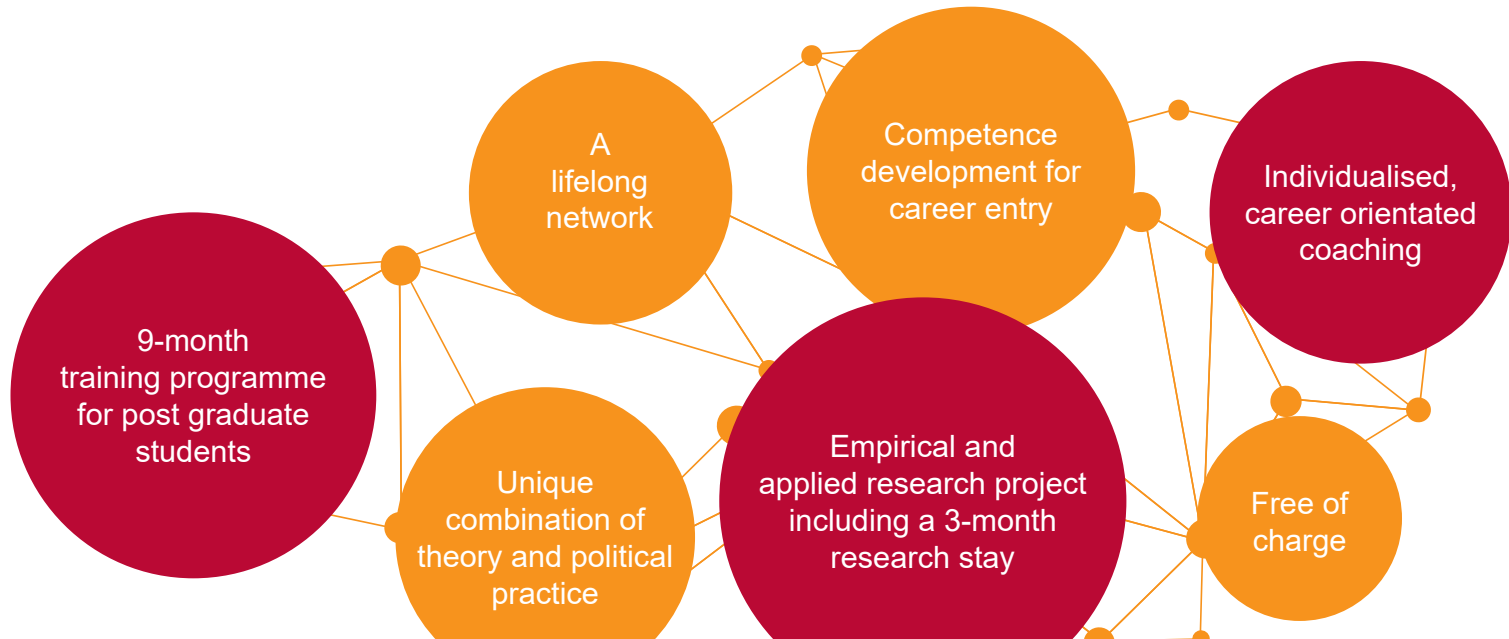 9-month
training programme
for post graduate
students
A
lifelong
network
Unique
combination of
theory and political
practice
Competence
development for
career entry
Empirical and
applied research project
including a 3-month
research stay
Individualised,
career orientated
coaching
Free of
charge